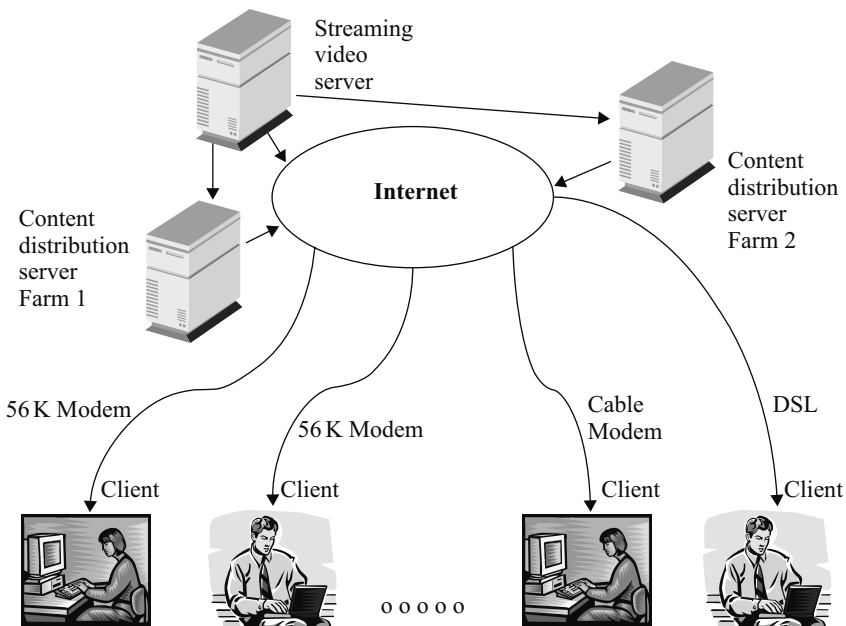 Streaming
video
server
Internet
Content
distribution
server
Farm 2
Content
distribution
server
Farm 1
56 K Modem
56 K Modem
Cable
Modem
DSL
Client
Client
Client
Client
o o o o o